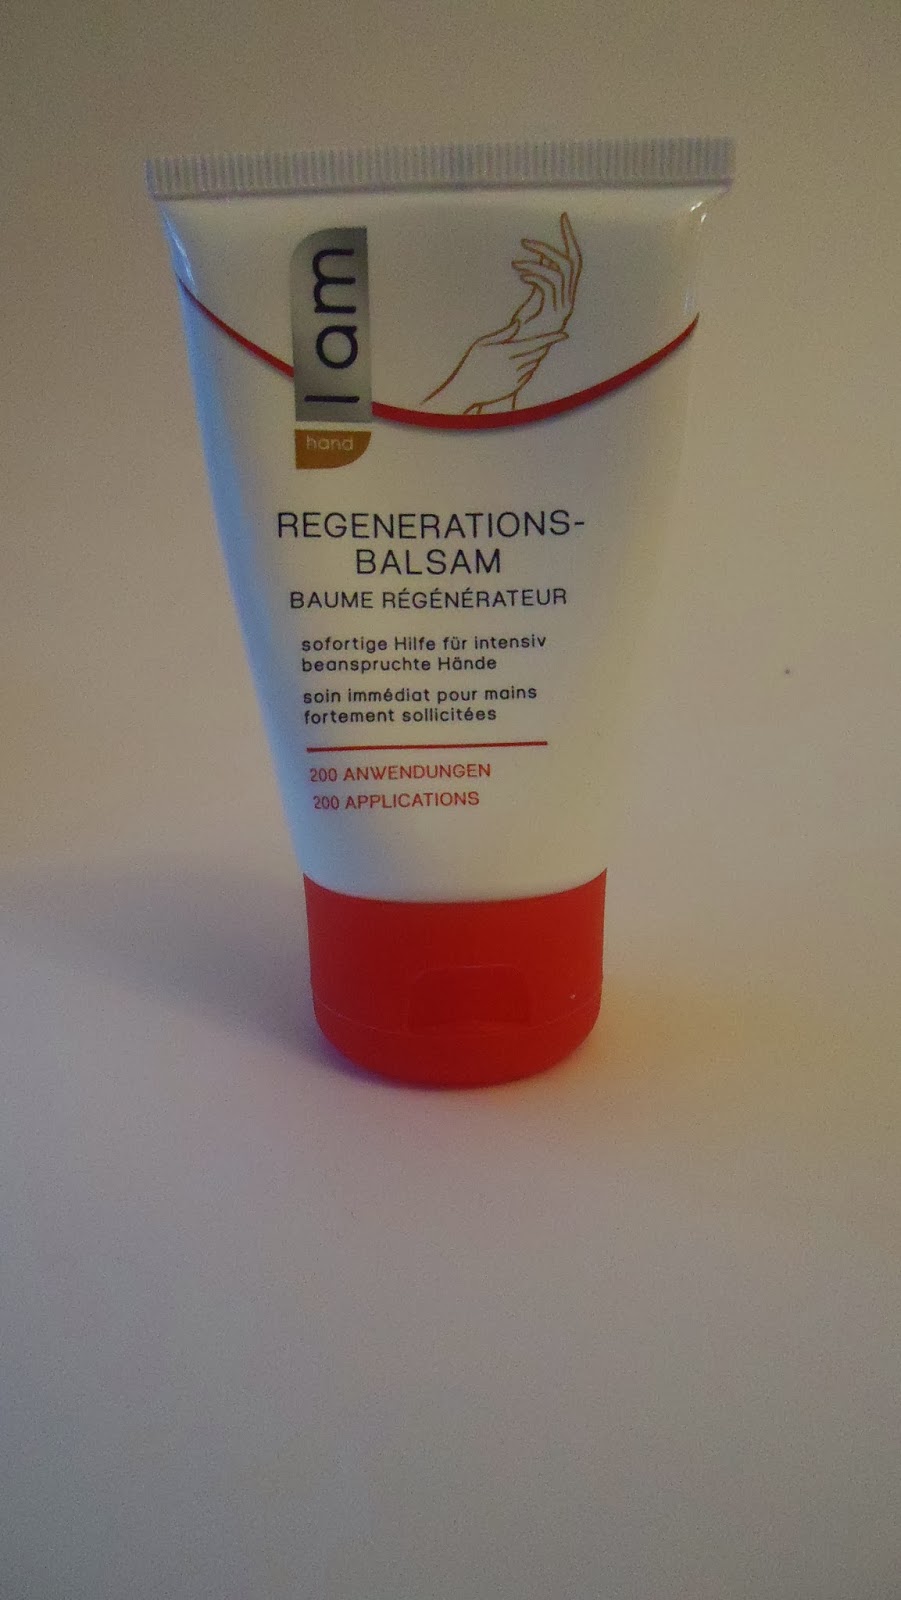 I am
hand
REGENERATIONS-
BALSAM
BAUME RÉGÉNÉRATEUR
sofortige Hilfe für intensiv
beanspruchte Hände
soin immédiat pour mains
fortement sollicitées
200 ANWENDUNGEN
200 APPLICATIONS